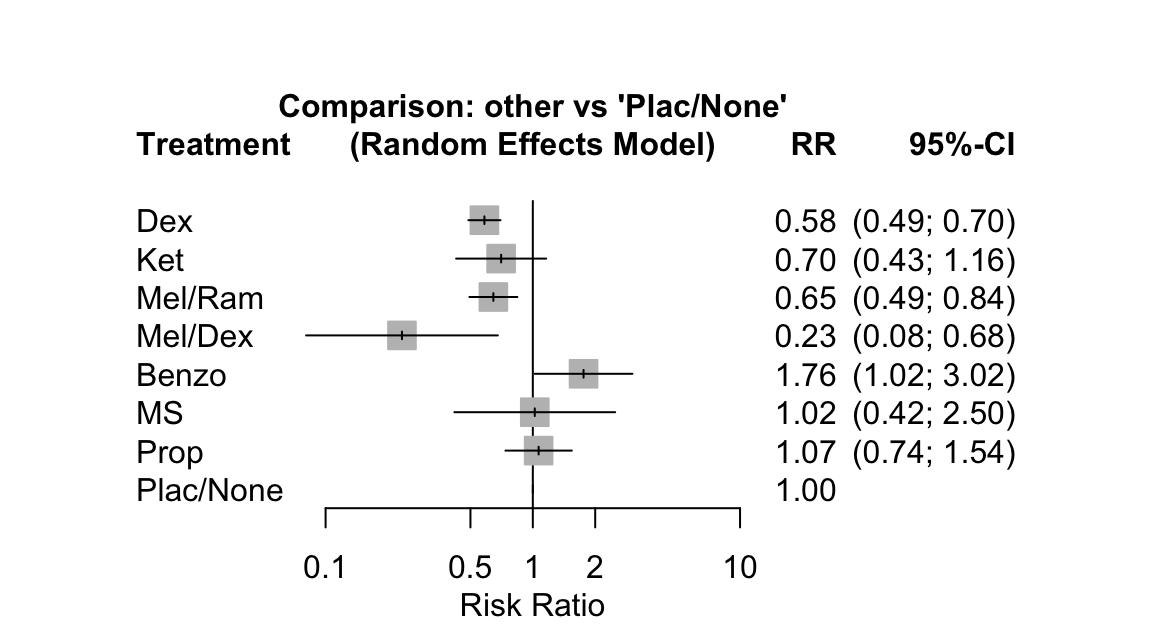 Comparison: other vs 'Plac/None'
Treatment (Random Effects Model) RR 95%-CI
Dex 0.58 (0.49; 0.70)
Ket 0.70 (0.43; 1.16)
Mel/Ram 0.65 (0.49; 0.84)
Mel/Dex 0.23 (0.08; 0.68)
Benzo 1.76 (1.02; 3.02)
MS 1.02 (0.42; 2.50)
Prop 1.07 (0.74; 1.54)
Plac/None 1.00
0.1 0.5 1 2 10
Risk Ratio